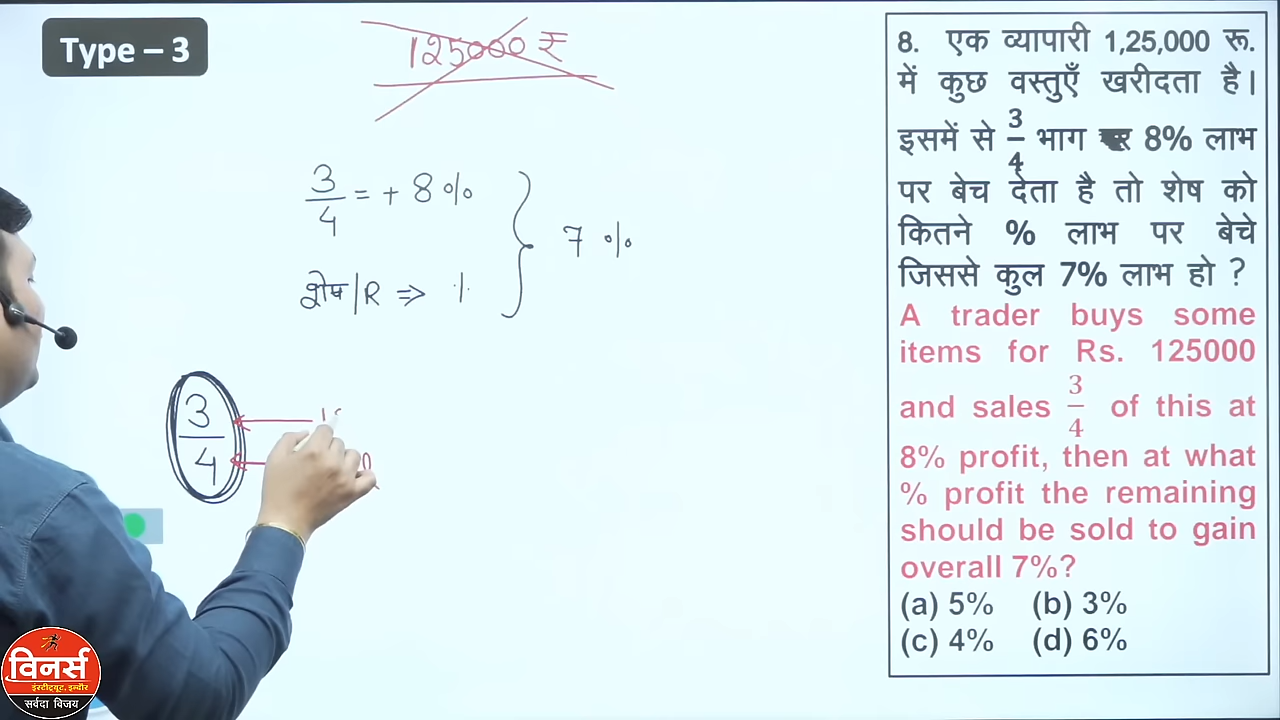 Type – 3
125000 ₹
3/4 = + 8 %
शेष/R ⇒ %
7 %
3/4
8. एक व्यापारी 1,25,000 रू.
में कुछ वस्तुएँ खरीदता है।
इसमें से 3/4 भाग 8% लाभ
पर बेच देता है तो शेष को
कितने % लाभ पर बेचे
जिससे कुल 7% लाभ हो ?
A trader buys some
items for Rs. 125000
and sales 3/4 of this at
8% profit, then at what
% profit the remaining
should be sold to gain
overall 7%?
(a) 5% (b) 3%
(c) 4% (d) 6%
विनर्स
इंस्टीट्यूट, इन्दौर
सर्वदा विजय